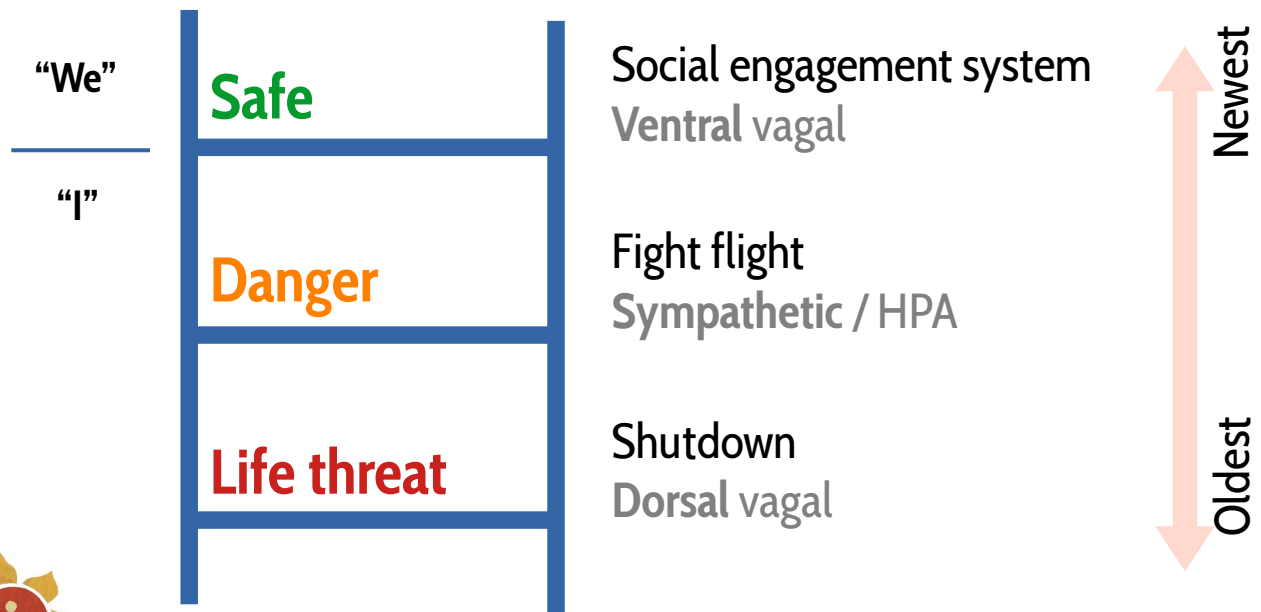 “We”
“I”
Safe
Danger
Life threat
Social engagement system
Ventral vagal
Fight flight
Sympathetic / HPA
Shutdown
Dorsal vagal
Newest
Oldest